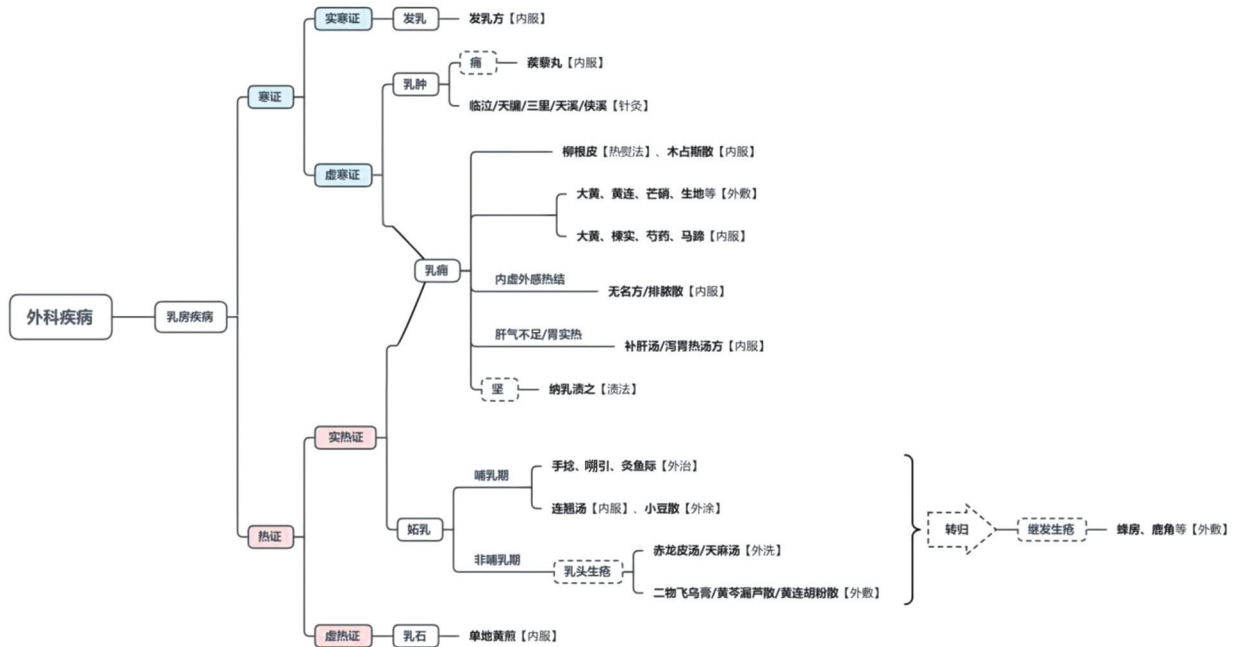 外科疾病
乳房疾病
寒证
实寒证
发乳
发乳方【内服】
虚寒证
乳肿
痛
蒺藜丸【内服】
临泣/天牖/三里/天溪/侠溪【针灸】
乳痈
柳根皮【热熨法】、木占斯散【内服】
大黄、黄连、芒硝、生地等【外敷】
大黄、楝实、芍药、马蹄【内服】
内虚外感热结
无名方/排脓散【内服】
肝气不足/胃实热
补肝汤/泻胃热汤方【内服】
坚
纳乳渍之【渍法】
热证
实热证
妬乳
哺乳期
手捻、嗍引、灸鱼际【外治】
连翘汤【内服】、小豆散【外涂】
非哺乳期
乳头生疮
赤龙皮汤/天麻汤【外洗】
二物飞乌膏/黄芩漏芦散/黄连胡粉散【外敷】
转归
继发生疮
蜂房、鹿角等【外敷】
虚热证
乳石
单地黄煎【内服】